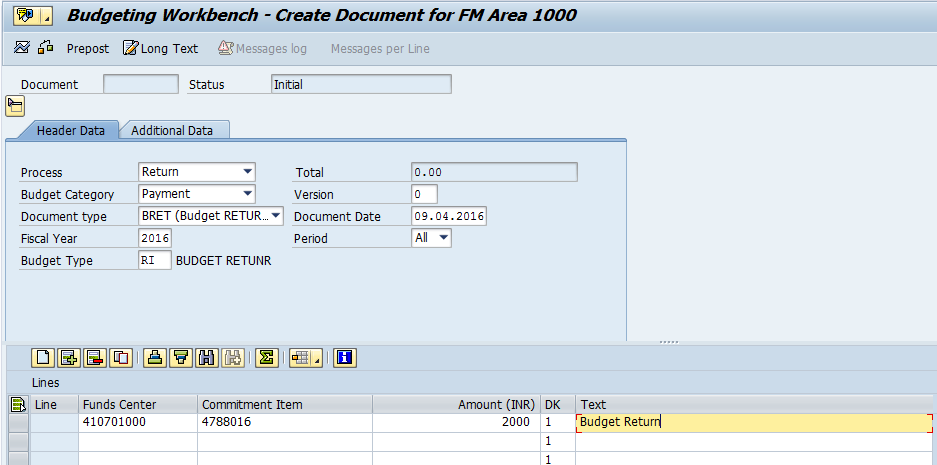 Budgeting Workbench - Create Document for FM Area 1000
Prepost Long Text Messages log Messages per Line
Document Status Initial
Header Data Additional Data
Process Return Total 0.00
Budget Category Payment Version 0
Document type BRET (Budget RETUR... Document Date 09.04.2016
Fiscal Year 2016 Period All
Budget Type RI BUDGET RETUNR
Lines
Line Funds Center Commitment Item Amount (INR) DK Text
410701000 4788016 2000 1 Budget Return
1
1